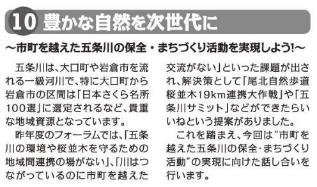 10 豊かな自然を次世代に
～市町を越えた五条川の保全・まちづくり活動を実現しよう!～
五条川は、大口町や岩倉市を流
れる一級河川で、特に大口町から
岩倉市の区間は「日本さくら名所
100選」に選定されるなど、貴重
な地域資源となっています。
昨年度のフォーラムでは、「五条
川の環境や桜並木を守るための
地域間連携の場がない」、「川はつ
ながっているのに市町を越えた
交流がない」といった課題が出さ
れ、解決策として「尾北自然歩道
桜並木19km連携大作戦」や「五
条川サミット」などができたらい
いねという提案がありました。
これを踏まえ、今回は“市町を
越えた五条川の保全・まちづくり
活動”の実現に向けた話し合いを
行います。